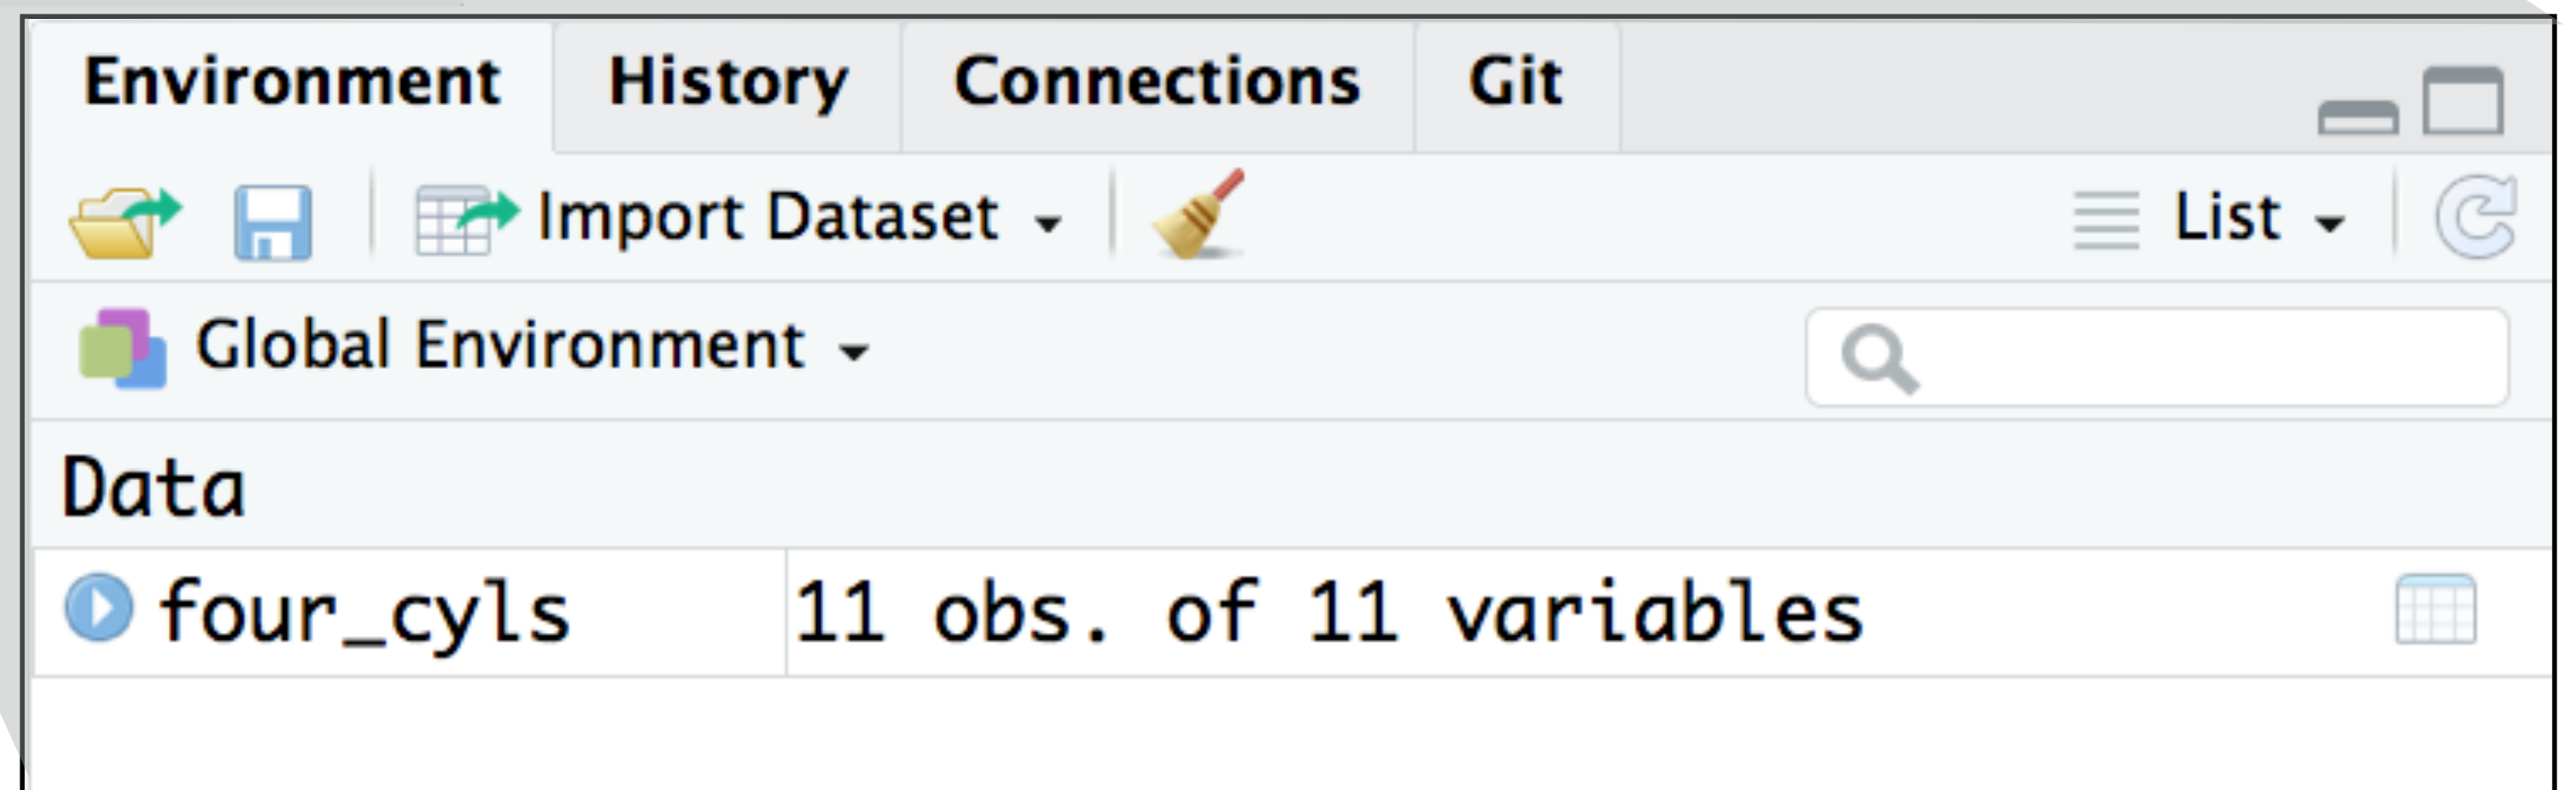 Environment History Connections Git
Import Dataset List
Global Environment
Data
four_cyls 11 obs. of 11 variables